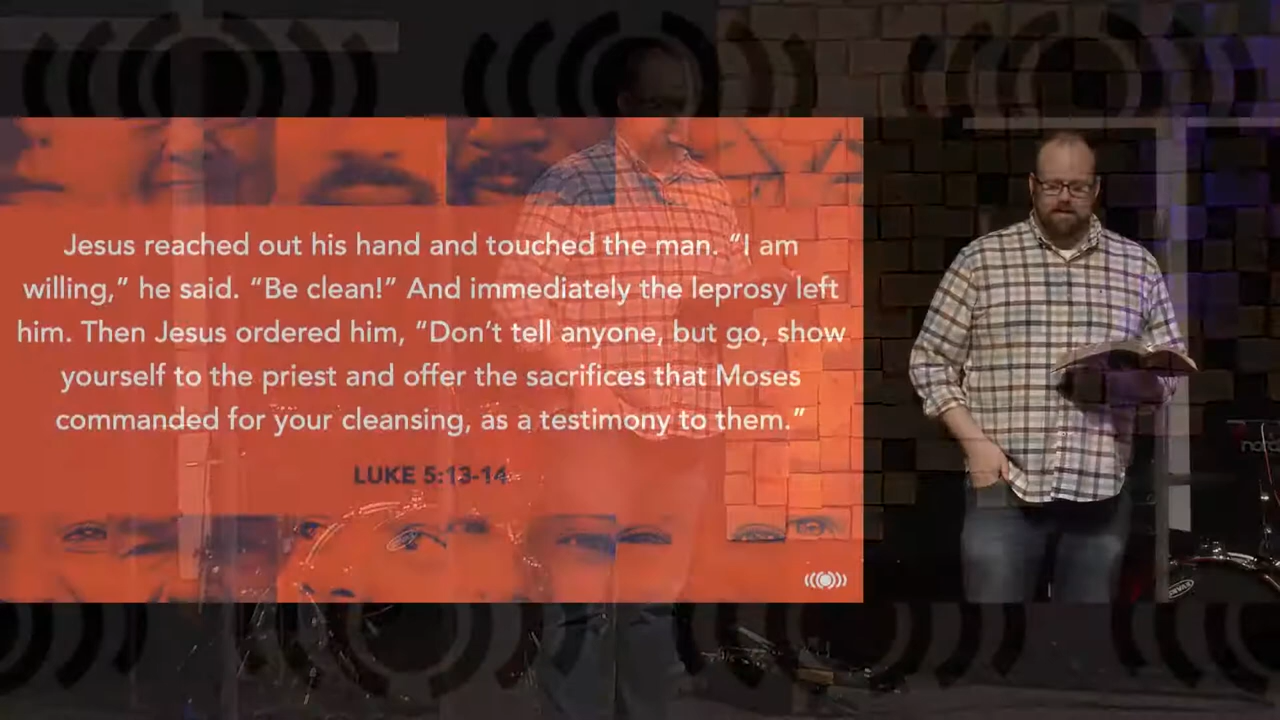 Jesus reached out his hand and touched the man. “I am
willing,” he said. “Be clean!” And immediately the leprosy left
him. Then Jesus ordered him, “Don’t tell anyone, but go, show
yourself to the priest and offer the sacrifices that Moses
commanded for your cleansing, as a testimony to them.”
LUKE 5:13-14